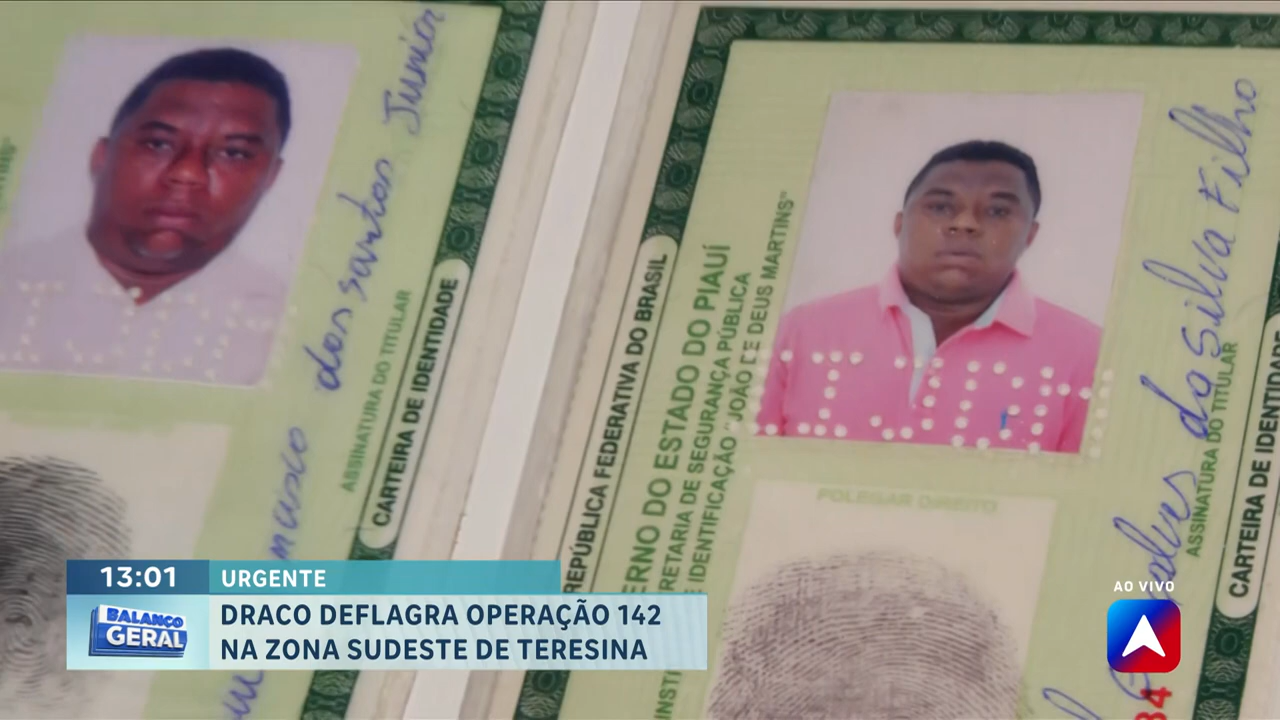 dos santos Junior
ASSINATURA DO TITULAR
CARTEIRA DE IDENTIDADE
REPÚBLICA FEDERATIVA DO BRASIL
ERNO DO ESTADO DO PIAUÍ
RETARIA DE SEGURANÇA PÚBLICA
IDENTIFICAÇÃO "JOÃO DE DEUS MARTINS"
POLEGAR DIREITO
da Silva Filho
ASSINATURA DO TITULAR
CARTEIRA DE IDENTIDADE
84
AO VIVO
13:01
URGENTE
BALANÇO
GERAL
DRACO DEFLAGRA OPERAÇÃO 142
NA ZONA SUDESTE DE TERESINA